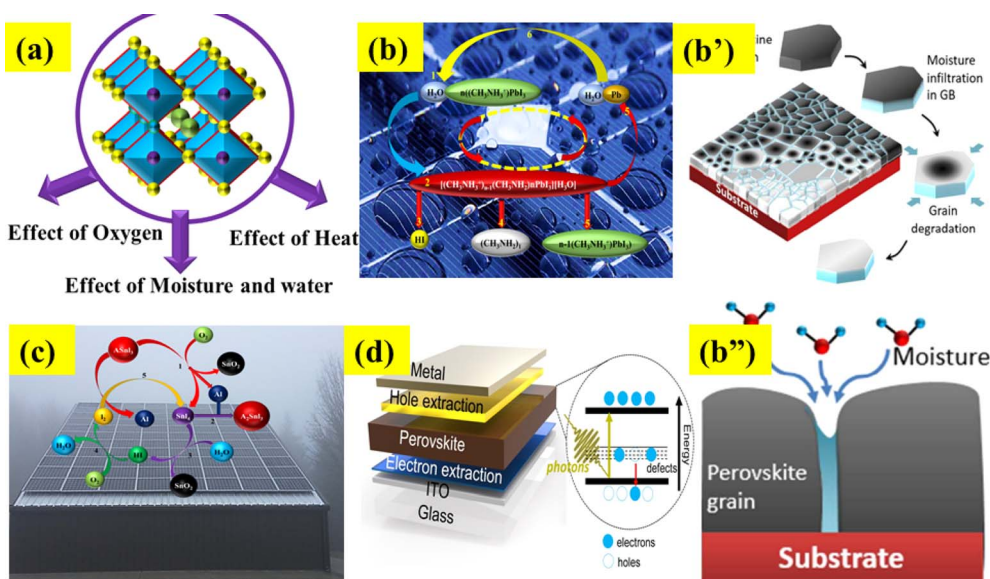 (a)
Effect of Oxygen
Effect of Heat
Effect of Moisture and water
(b)
6
1
H₂O
n((CH₃NH₃⁺)PbI₃
H₂O
Pb
5
2
[(CH₃NH₃⁺)ₙ₋₁(CH₃NH₂)nPbI₃][H₂O]
HI
(CH₃NH₂)₁
n-1(CH₃NH₃⁺)PbI₃)
(b’)
Moisture
infiltration
in GB
Substrate
Grain
degradation
(c)
O₂
ASnI₃
1
SnO₂
5
AI
I₂
AI
SnI₄
2
A₂SnI₆
H₂O
4
HI
3
H₂O
O₂
SnO₂
(d)
Metal
Hole extraction
Perovskite
Electron extraction
ITO
Glass
photons
defects
Energy
electrons
holes
(b”)
Moisture
Perovskite
grain
Substrate